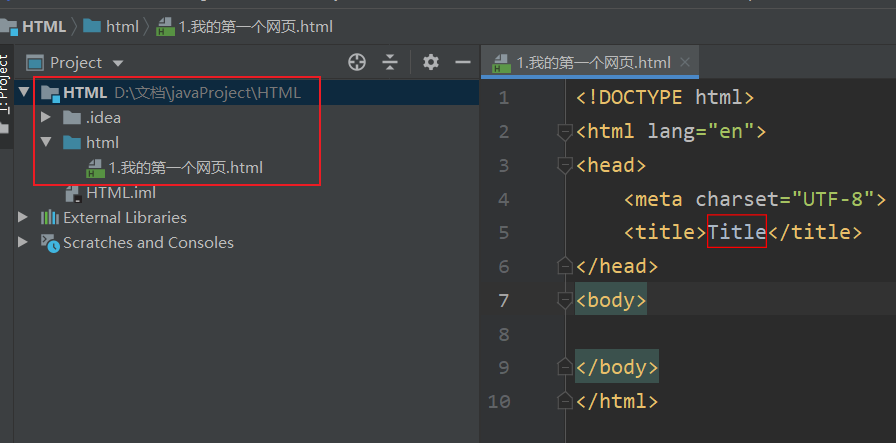 HTML 〉 html 〉 1.我的第一个网页.html
1: Project
Project
HTML D:\文档\javaProject\HTML
.idea
html
1.我的第一个网页.html
HTML.iml
External Libraries
Scratches and Consoles
1.我的第一个网页.html
1 <!DOCTYPE html>
2 <html lang="en">
3 <head>
4 <meta charset="UTF-8">
5 <title>Title</title>
6 </head>
7 <body>
8
9 </body>
10 </html>